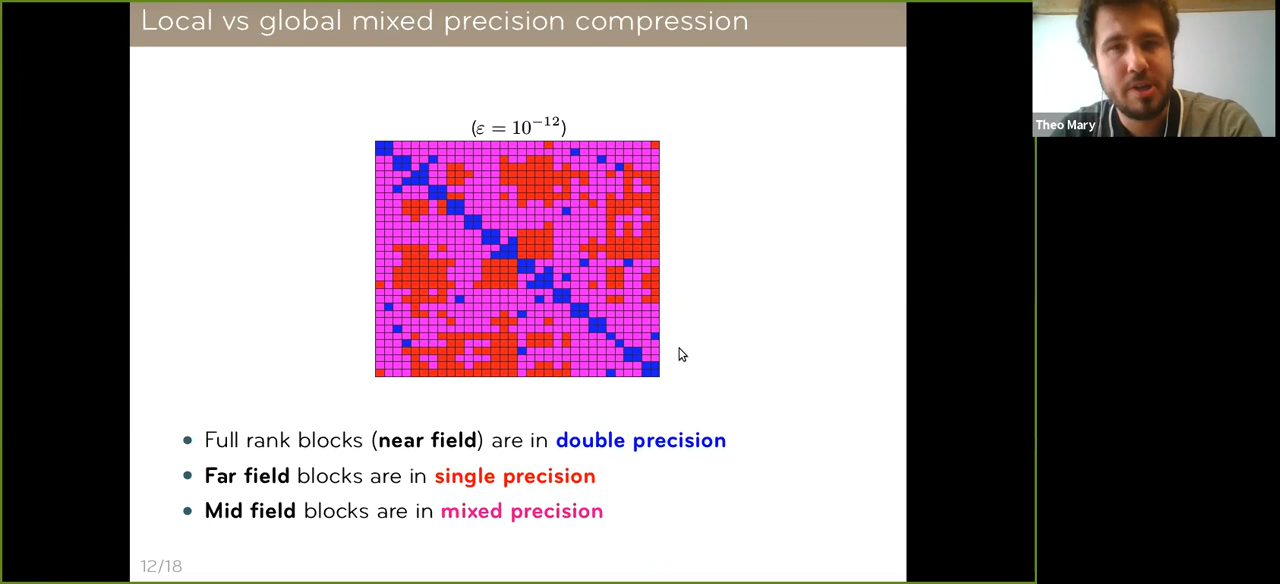 Local vs global mixed precision compression
Theo Mary
(ε = 10⁻¹²)
• Full rank blocks (near field) are in double precision
• Far field blocks are in single precision
• Mid field blocks are in mixed precision
12/18